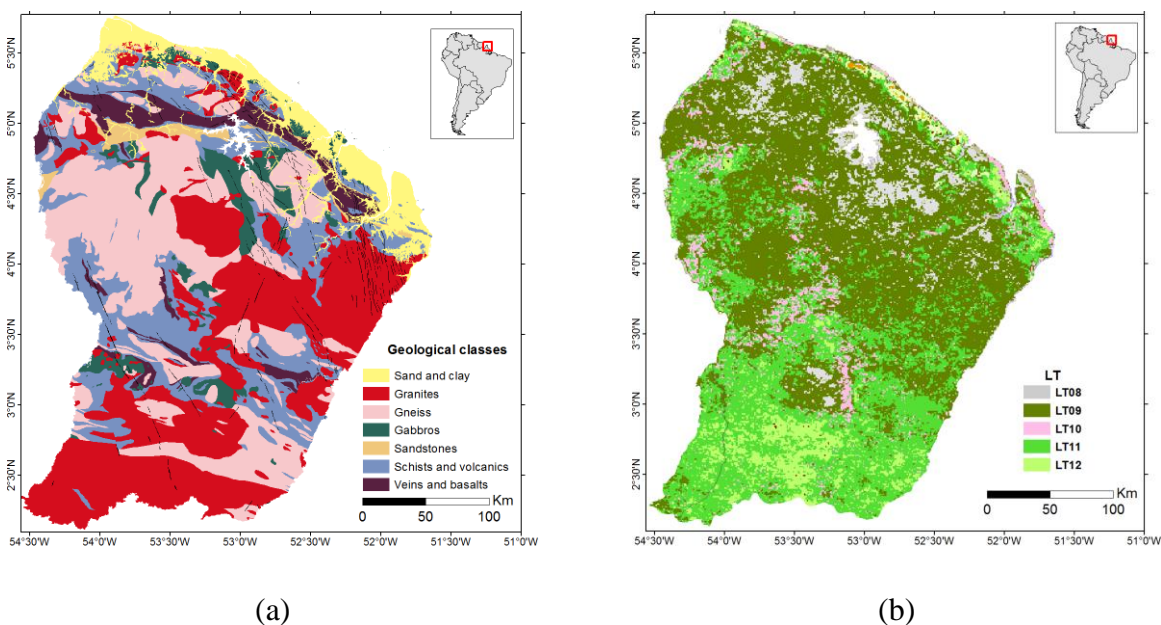 5°30'N
5°0'N
4°30'N
4°0'N
3°30'N
3°0'N
2°30'N
Geological classes
Sand and clay
Granites
Gneiss
Gabbros
Sandstones
Schists and volcanics
Veins and basalts
Km
0 50 100
54°30'W 54°0'W 53°30'W 53°0'W 52°30'W 52°0'W 51°30'W 51°0'W
(a)
5°30'N
5°0'N
4°30'N
4°0'N
3°30'N
3°0'N
2°30'N
LT
LT08
LT09
LT10
LT11
LT12
Km
0 50 100
54°30'W 54°0'W 53°30'W 53°0'W 52°30'W 52°0'W 51°30'W 51°0'W
(b)